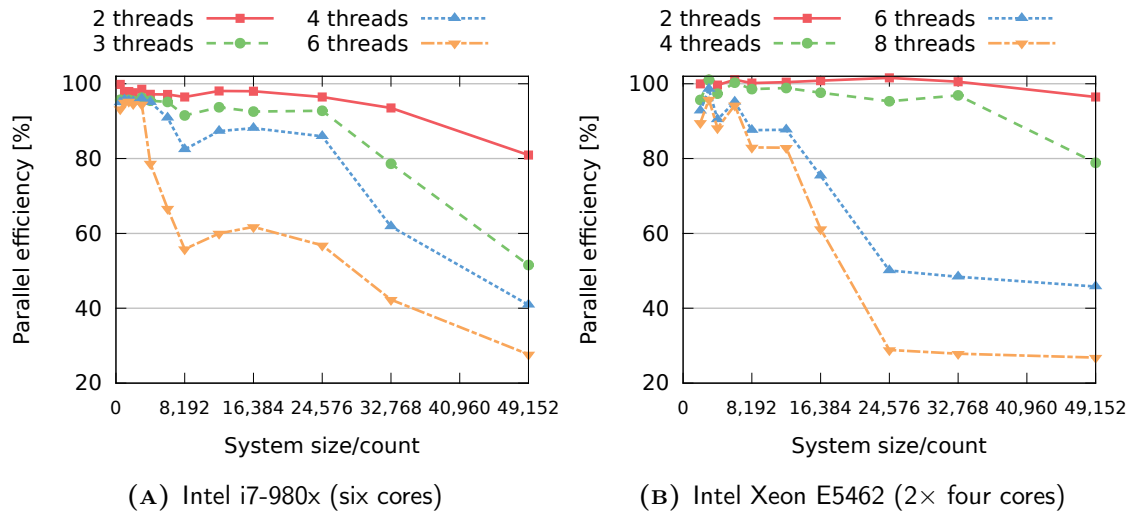 2 threads
3 threads
4 threads
6 threads
Parallel efficiency [%]
100
80
60
40
20
0
8,192
16,384
24,576
32,768
40,960
49,152
System size/count
(A) Intel i7-980x (six cores)
2 threads
4 threads
6 threads
8 threads
Parallel efficiency [%]
100
80
60
40
20
0
8,192
16,384
24,576
32,768
40,960
49,152
System size/count
(B) Intel Xeon E5462 (2× four cores)